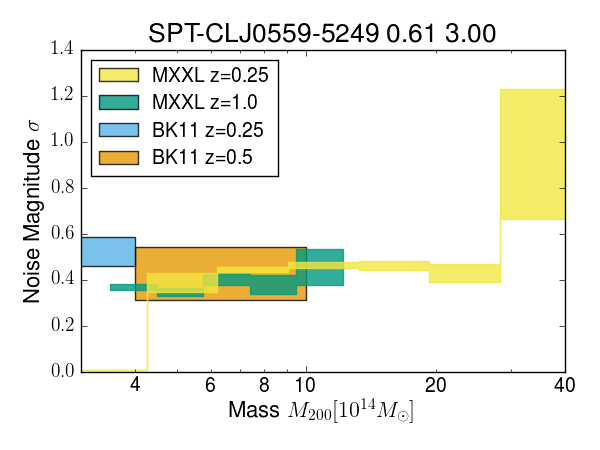 SPT-CLJ0559-5249 0.61 3.00
1.4
1.2
1.0
0.8
0.6
0.4
0.2
0.0
Noise Magnitude σ
MXXL z=0.25
MXXL z=1.0
BK11 z=0.25
BK11 z=0.5
4 6 8 10 20 40
Mass M₂₀₀[10¹⁴M⊙]